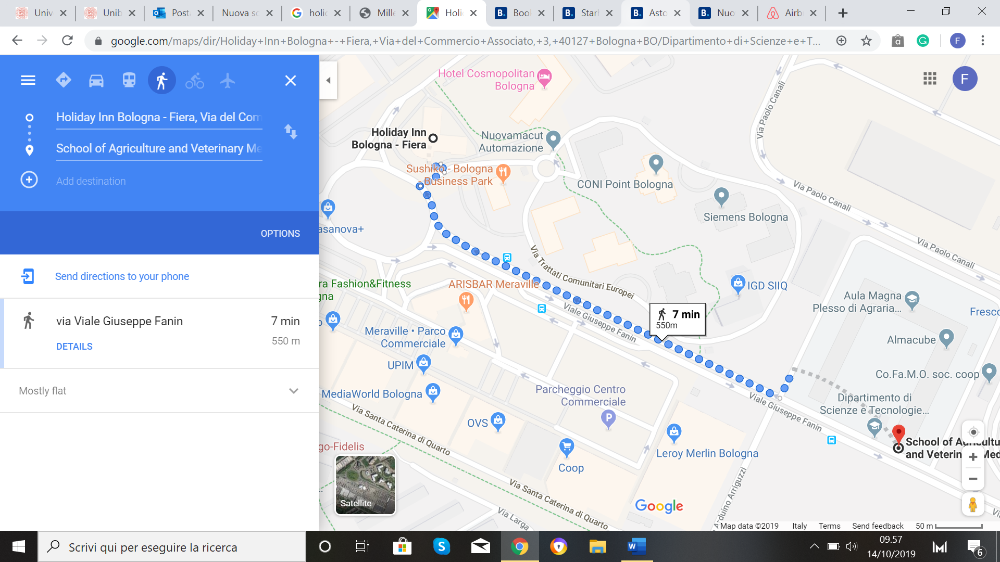 Univ
Unib
Posta
Nuova sc
holid
Mille
Holid
Book
Starh
Asto
Nuo
Airb
google.com/maps/dir/Holiday+Inn+Bologna+-+Fiera,+Via+del+Commercio+Associato,+3,+40127+Bologna+BO/Dipartimento+di+Scienze+e+T...
F
Holiday Inn Bologna - Fiera, Via del Com
School of Agriculture and Veterinary Me
Add destination
OPTIONS
Send directions to your phone
via Viale Giuseppe Fanin
7 min
550 m
DETAILS
Mostly flat
Hotel Cosmopolitan
Bologna
F
Holiday Inn
Bologna - Fiera
Nuovamacut
Automazione
Sushiko - Bologna
Business Park
CONI Point Bologna
Siemens Bologna
Via Paolo Canali
Via Paolo Canali
Via Paolo Canali
asanova+
Via Trattati Comunitari Europei
ra Fashion&Fitness
gna
ARISBAR Meraville
IGD SIIQ
7 min
550m
Viale Giuseppe Fanin
Aula Magna
Plesso di Agraria...
Fresco
Meraville • Parco
Commerciale
Almacube
UPIM
Co.Fa.M.O. soc. coop
MediaWorld Bologna
Parcheggio Centro
Commerciale
P
Viale Giuseppe Fanin
Dipartimento di
Scienze e Tecnologie...
OVS
Via Santa Caterina di Quarto
go-Fidelis
Leroy Merlin Bologna
Coop
School of Agricultu
and Veterin Med
Satellite
Via Santa Caterina di Quarto
Via Larga
Arduino Arriguzzi
Google
Map data ©2019
Italy
Terms
Send feedback
50 m
Scrivi qui per eseguire la ricerca
09.57
14/10/2019
6